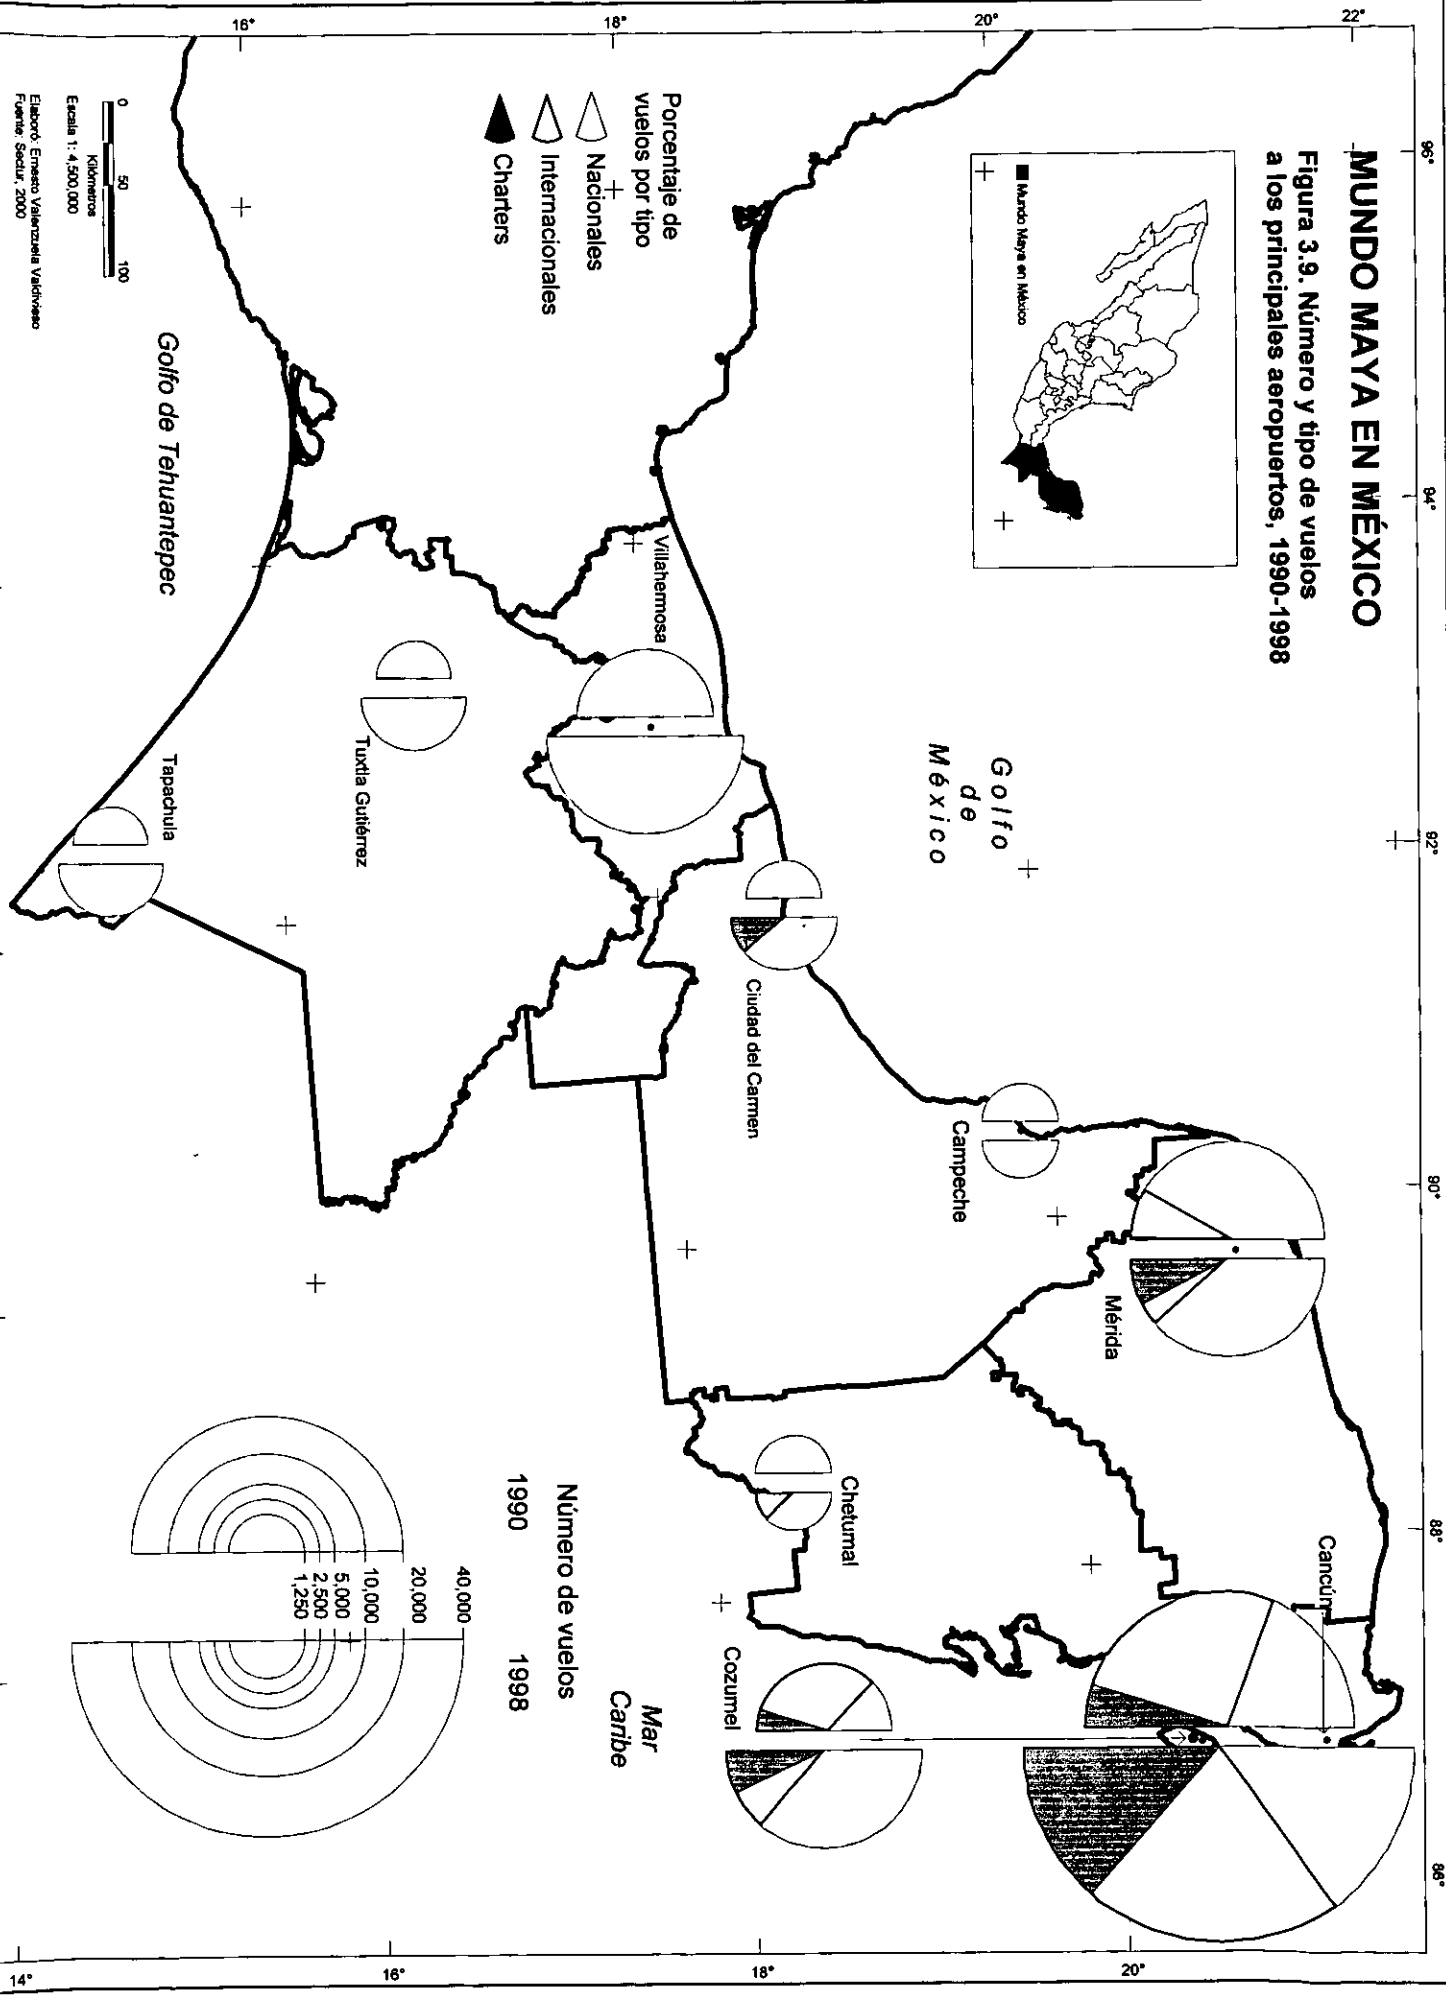 MUNDO MAYA EN MÉXICO
Figura 3.9. Número y tipo de vuelos
a los principales aeropuertos, 1990-1998
Mundo Maya en México
96°
94°
92°
90°
88°
86°
22°
20°
18°
16°
20°
18°
16°
14°
Golfo
de
México
Cancún
Mérida
Campeche
Ciudad del Carmen
Chetumal
Cozumel
Villahermosa
Tuxtla Gutiérrez
Tapachula
Mar
Caribe
Golfo de Tehuantepec
Porcentaje de
vuelos por tipo
Nacionales
Internacionales
Charters
Número de vuelos
1990
1998
40,000
20,000
10,000
5,000
2,500
1,250
0
50
100
Kilómetros
Escala 1: 4,500,000
Elaboró: Ernesto Valenzuela Valdivieso
Fuente: Sectur, 2000